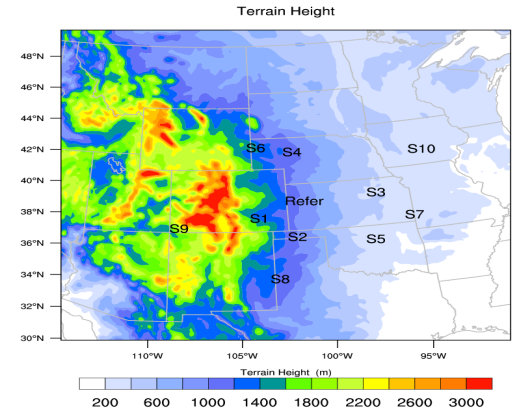 Terrain Height
48°N
46°N
44°N
42°N
S6 S4 S10
40°N
S3
Refer
38°N
S1 S7
S9 S2 S5
36°N
34°N
S8
32°N
30°N
110°W 105°W 100°W 95°W
Terrain Height (m)
200 600 1000 1400 1800 2200 2600 3000